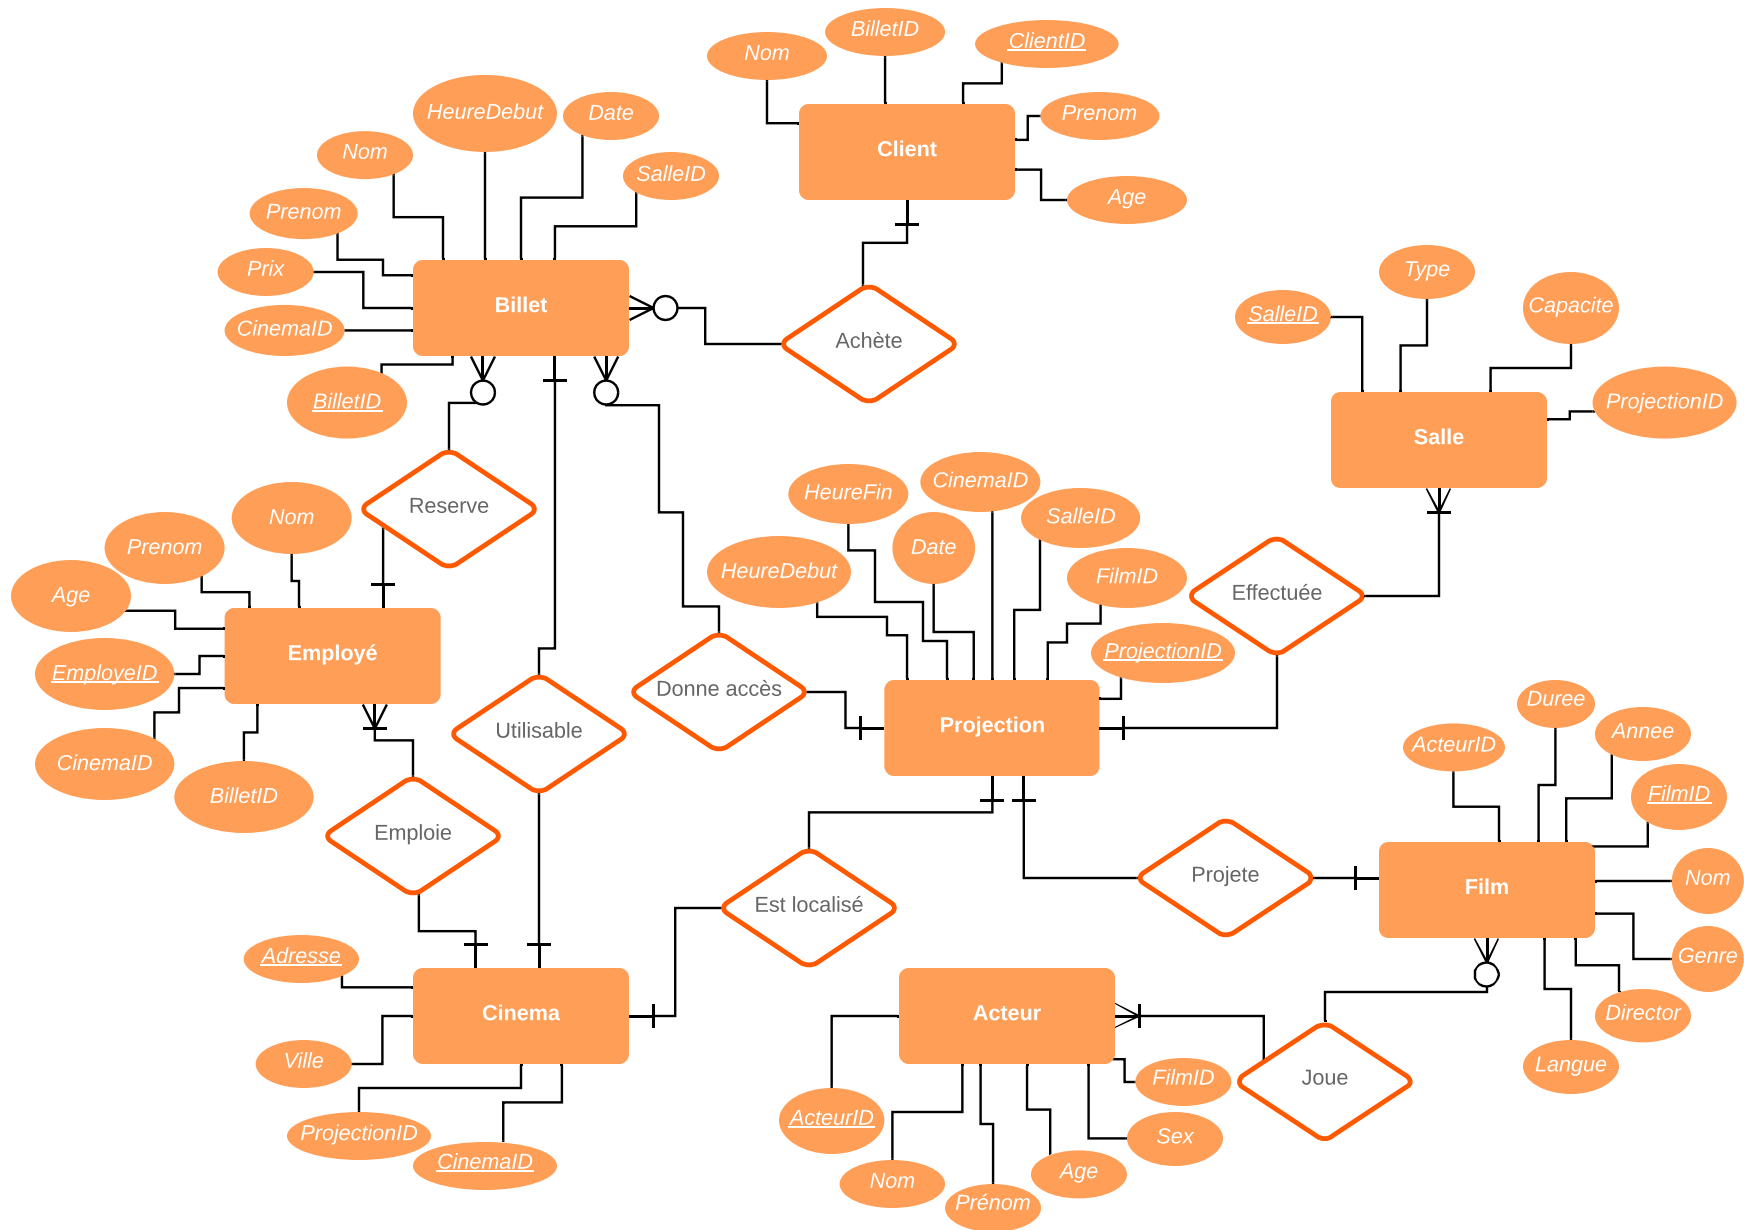 BilletID
ClientID
Nom
Prenom
Client
Age
HeureDebut
Date
Nom
SalleID
Prenom
Prix
CinemaID
Billet
BilletID
Achète
Type
SalleID
Capacite
ProjectionID
Salle
Reserve
Nom
Prenom
Age
EmployeID
Employé
CinemaID
BilletID
HeureFin
CinemaID
SalleID
Date
HeureDebut
FilmID
ProjectionID
Projection
Effectuée
Donne accès
Utilisable
Emploie
Est localisé
Projete
Duree
ActeurID
Annee
FilmID
Film
Nom
Genre
Director
Langue
Adresse
Cinema
Ville
ProjectionID
CinemaID
Acteur
Joue
FilmID
ActeurID
Sex
Nom
Age
Prénom